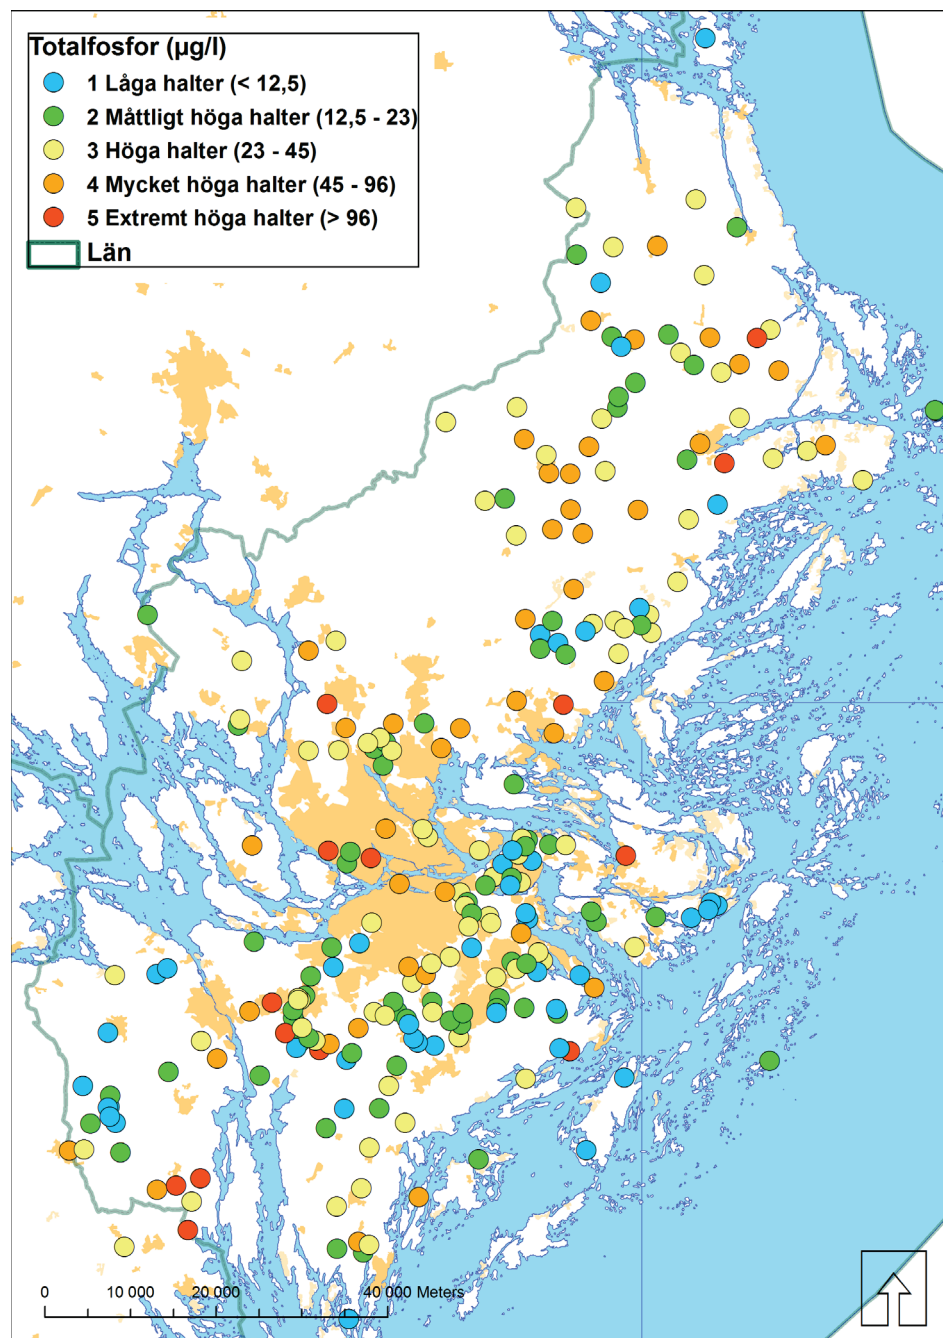 Totalfosfor (µg/l)
1 Låga halter (< 12,5)
2 Måttligt höga halter (12,5 - 23)
3 Höga halter (23 - 45)
4 Mycket höga halter (45 - 96)
5 Extremt höga halter (> 96)
Län
0 10 000 20 000 40 000 Meters